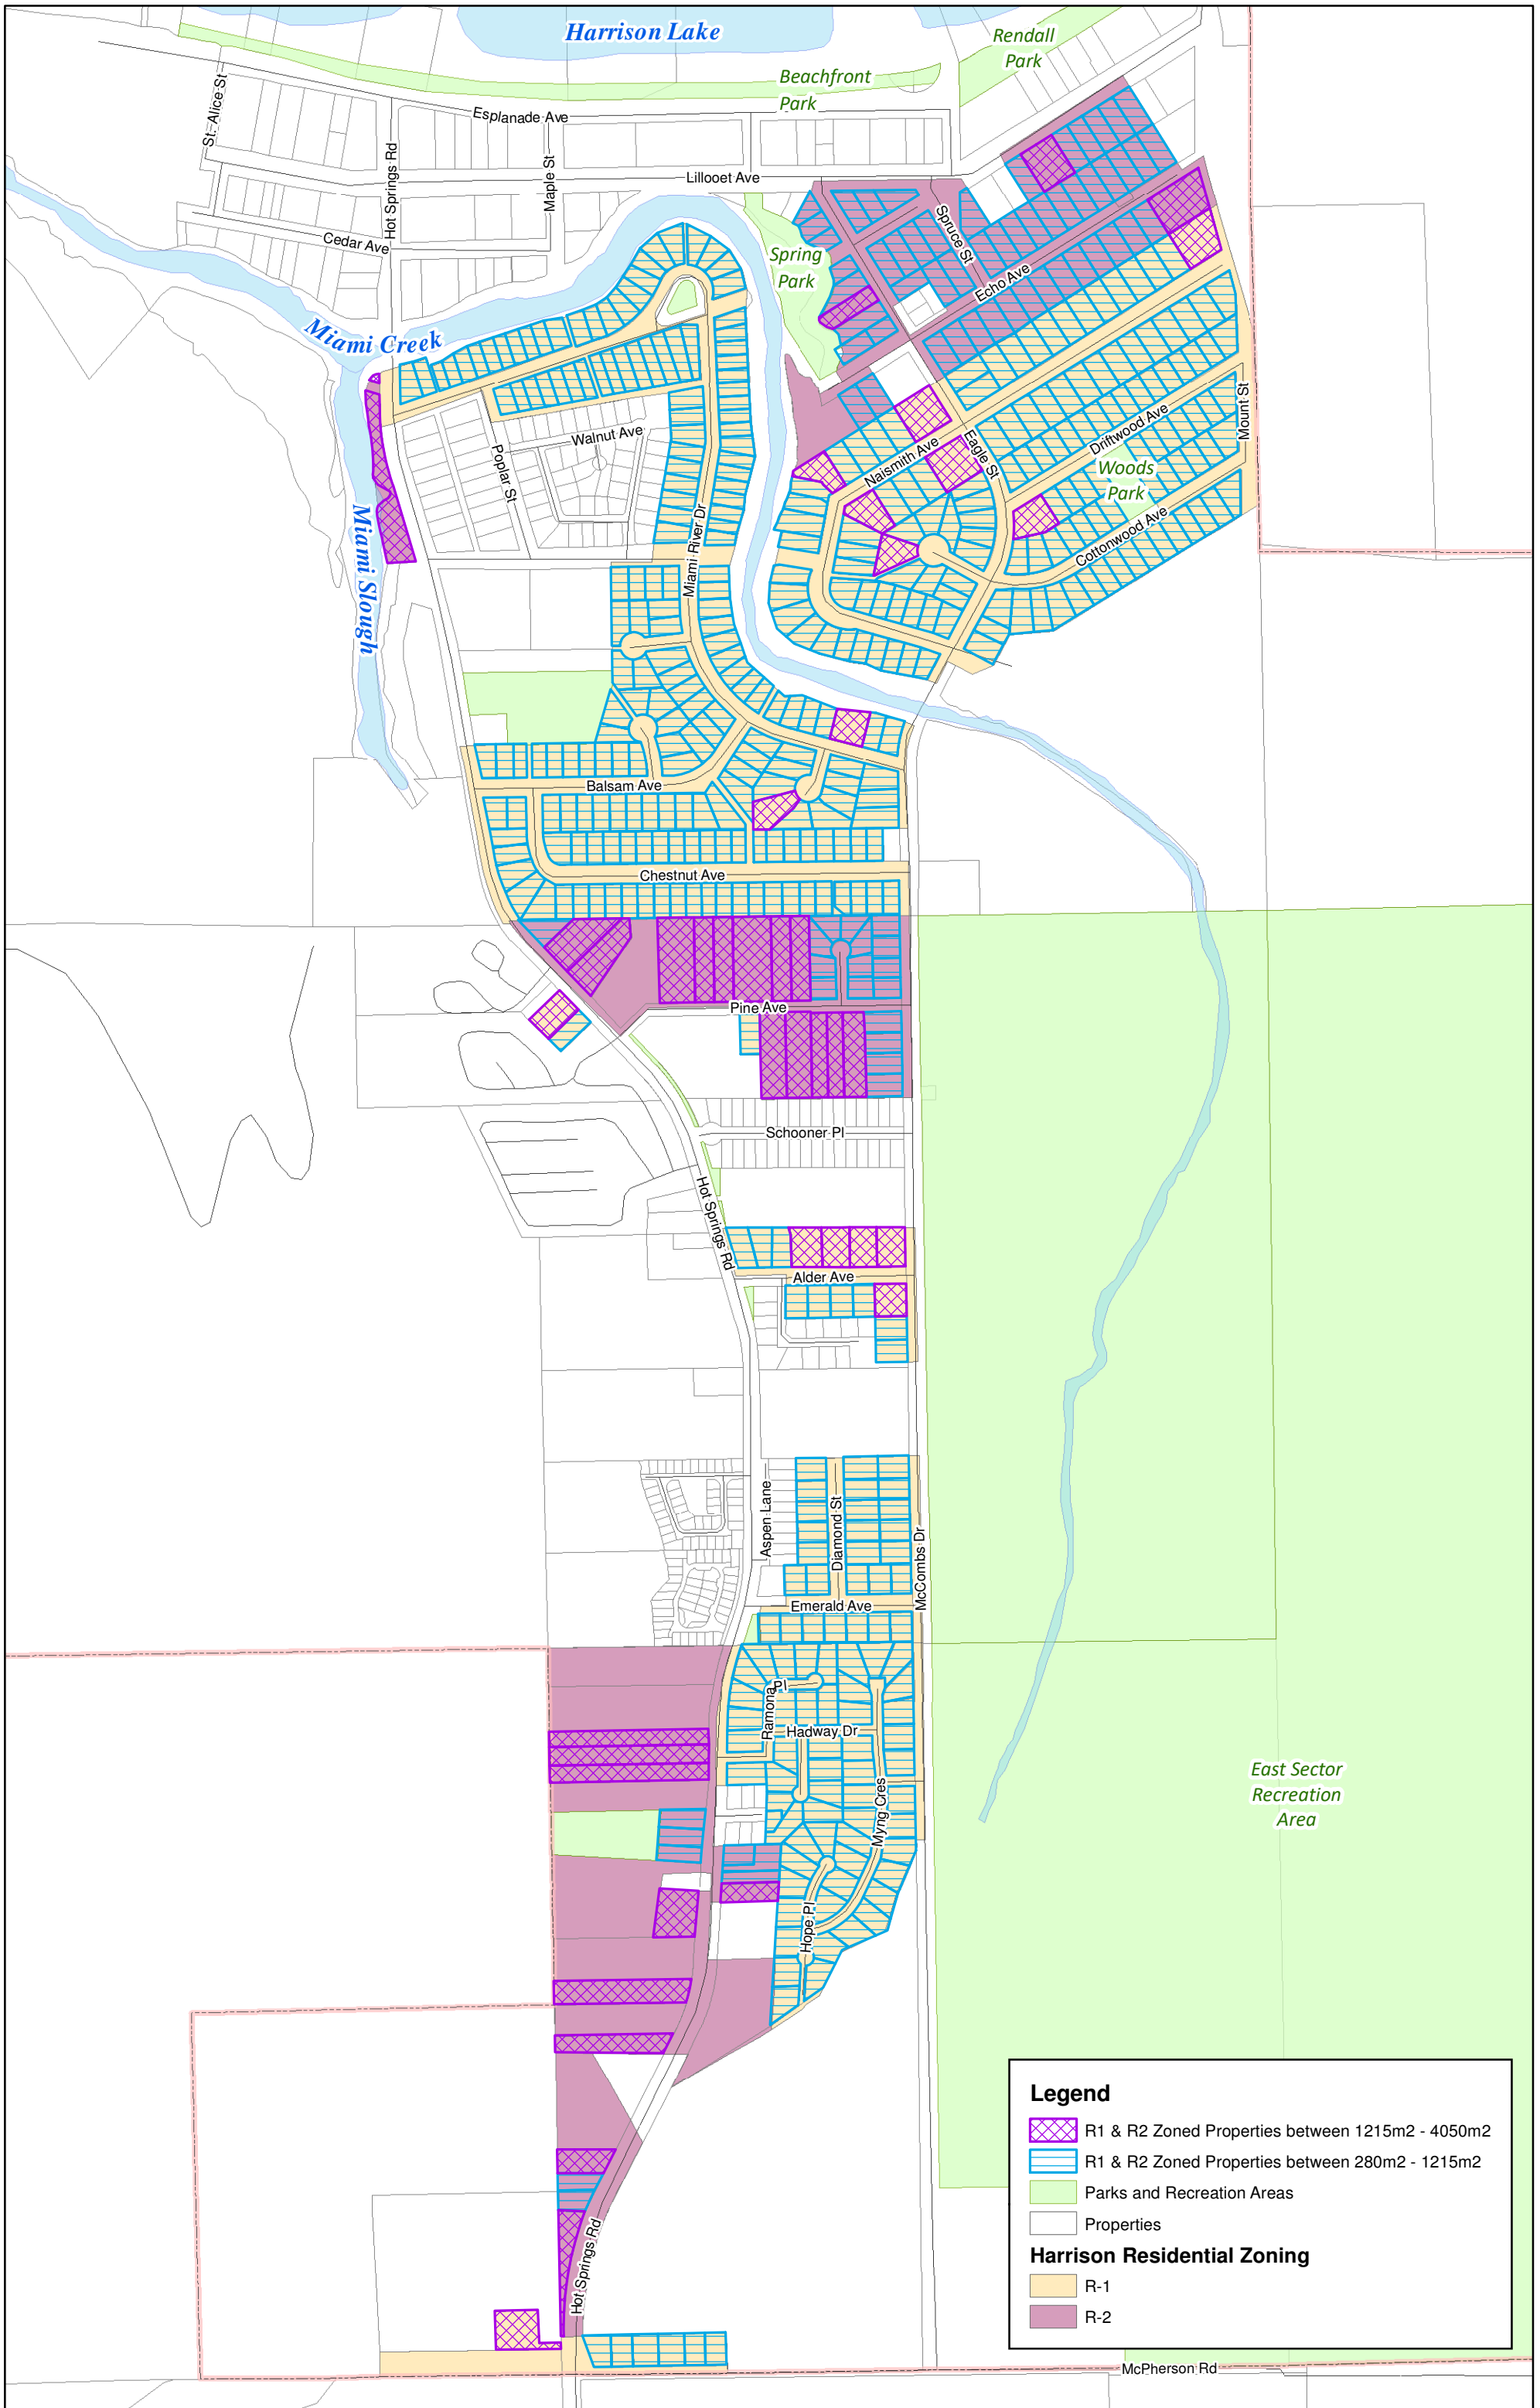 Harrison Lake
Rendall
Park
Beachfront
Park
St. Alice St
Esplanade Ave
Hot Springs Rd
Maple St
Lillooet Ave
Cedar Ave
Spruce St
Spring
Park
Echo Ave
Miami Creek
Mount St
Driftwood Ave
Walnut Ave
Poplar St
Naismith Ave
Eagle St
Woods
Park
Miami River Dr
Cottonwood Ave
Miami Slough
Balsam Ave
Chestnut Ave
Pine Ave
Schooner Pl
Hot Springs Rd
Alder Ave
Aspen Lane
Diamond St
McCombs Dr
Emerald Ave
Ramona
Pl
Hadway Dr
East Sector
Recreation
Area
Myng Cres
Hope Pl
Legend
R1 & R2 Zoned Properties between 1215m2 - 4050m2
R1 & R2 Zoned Properties between 280m2 - 1215m2
Parks and Recreation Areas
Properties
Harrison Residential Zoning
R-1
R-2
Hot Springs Rd
McPherson Rd